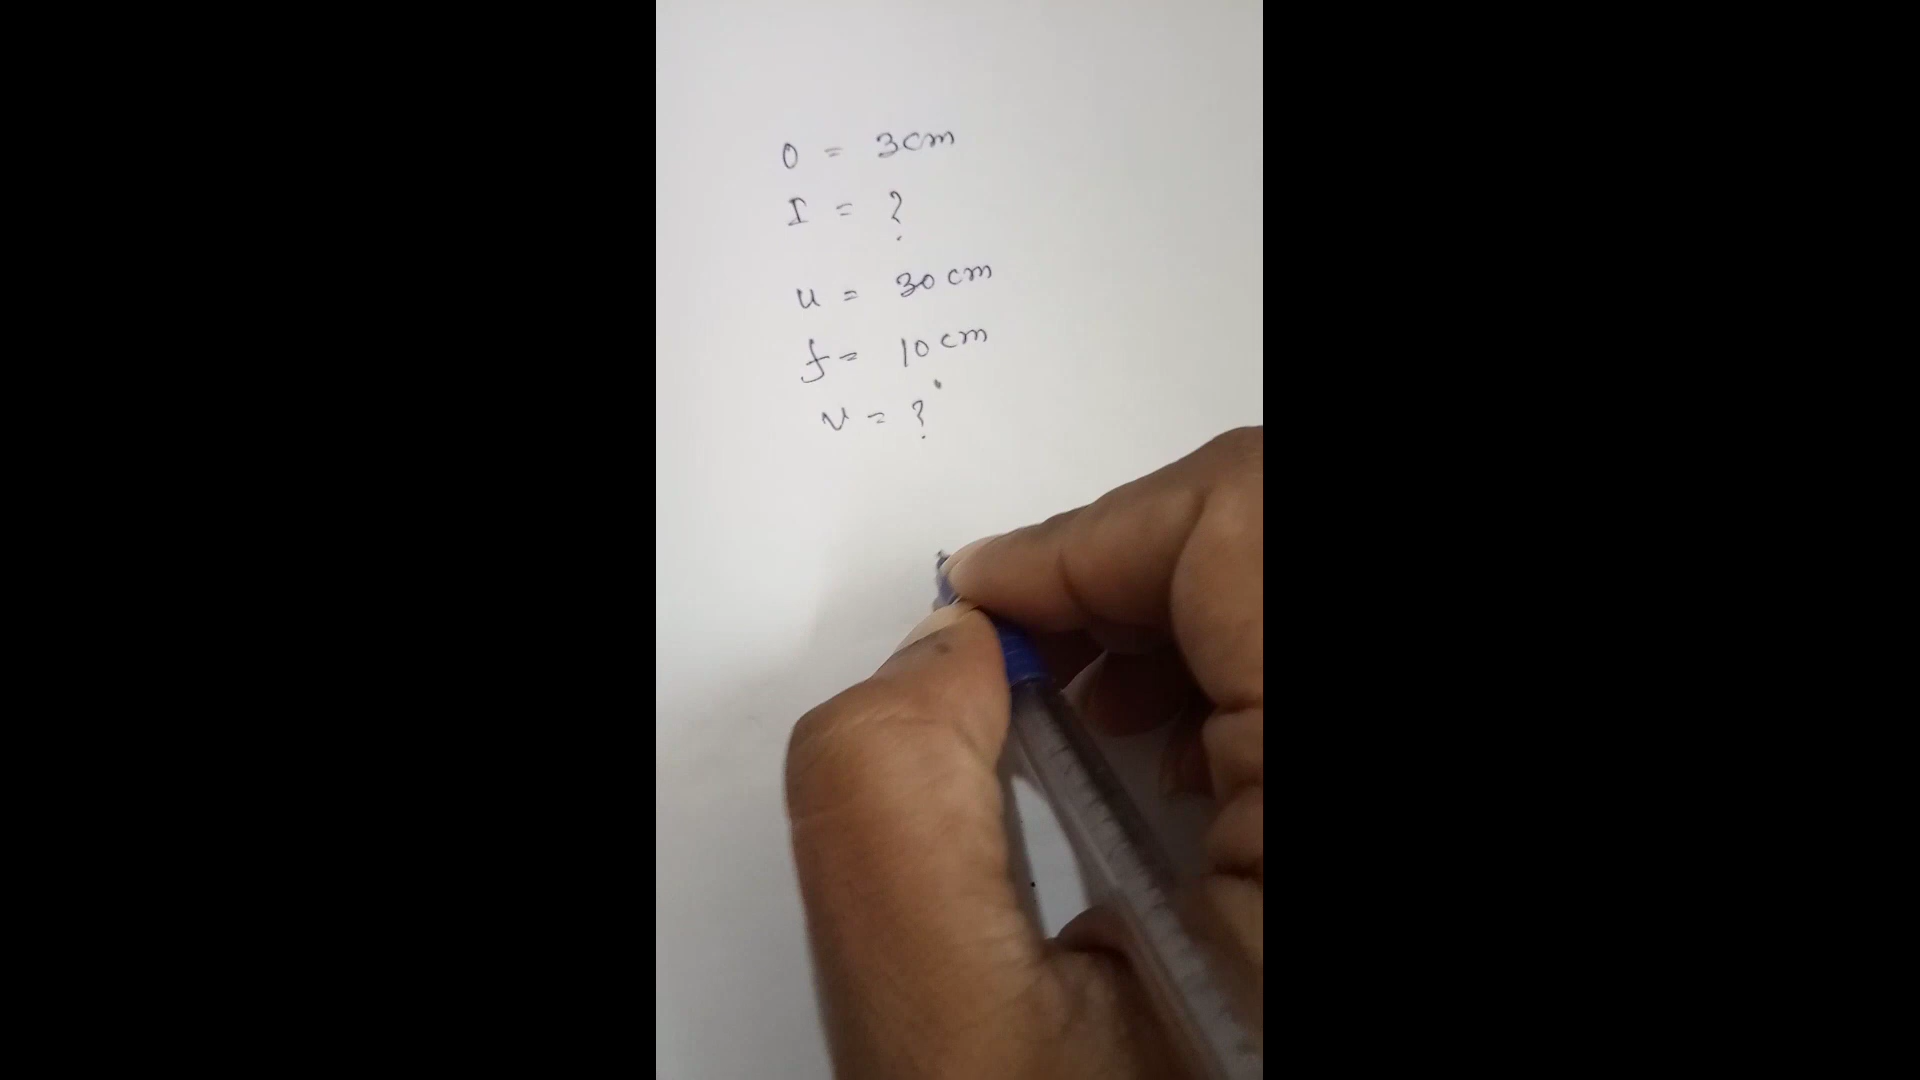 O = 3cm
I = ?
u = 30 cm
f = 10 cm
v = ?